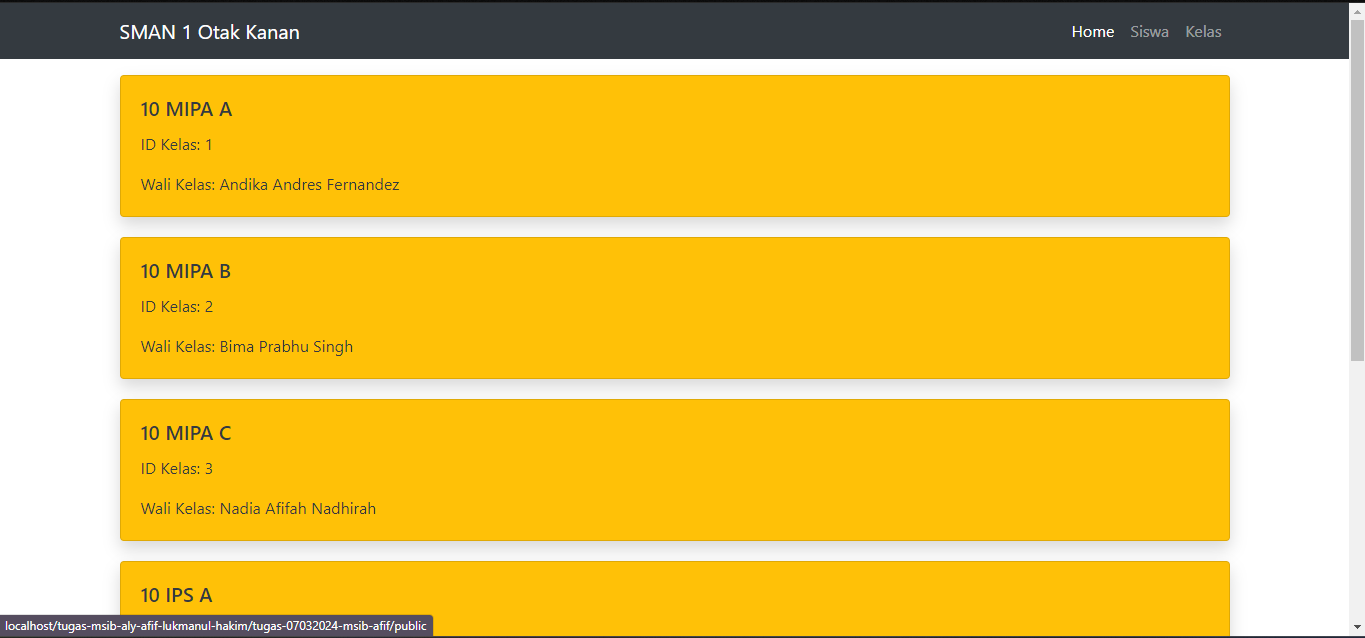 SMAN 1 Otak Kanan
Home Siswa Kelas
10 MIPA A
ID Kelas: 1
Wali Kelas: Andika Andres Fernandez
10 MIPA B
ID Kelas: 2
Wali Kelas: Bima Prabhu Singh
10 MIPA C
ID Kelas: 3
Wali Kelas: Nadia Afifah Nadhirah
10 IPS A
localhost/tugas-msib-aly-afif-lukmanul-hakim/tugas-07032024-msib-afif/public